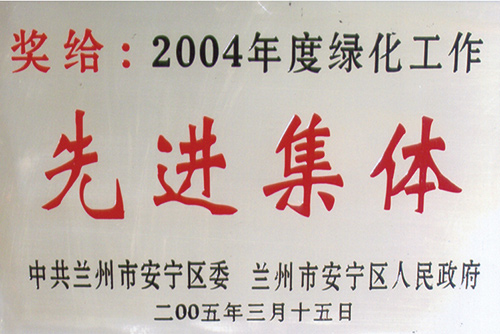 奖给：2004年度绿化工作
先进集体
中共兰州市安宁区委 兰州市安宁区人民政府
二00五年三月十五日